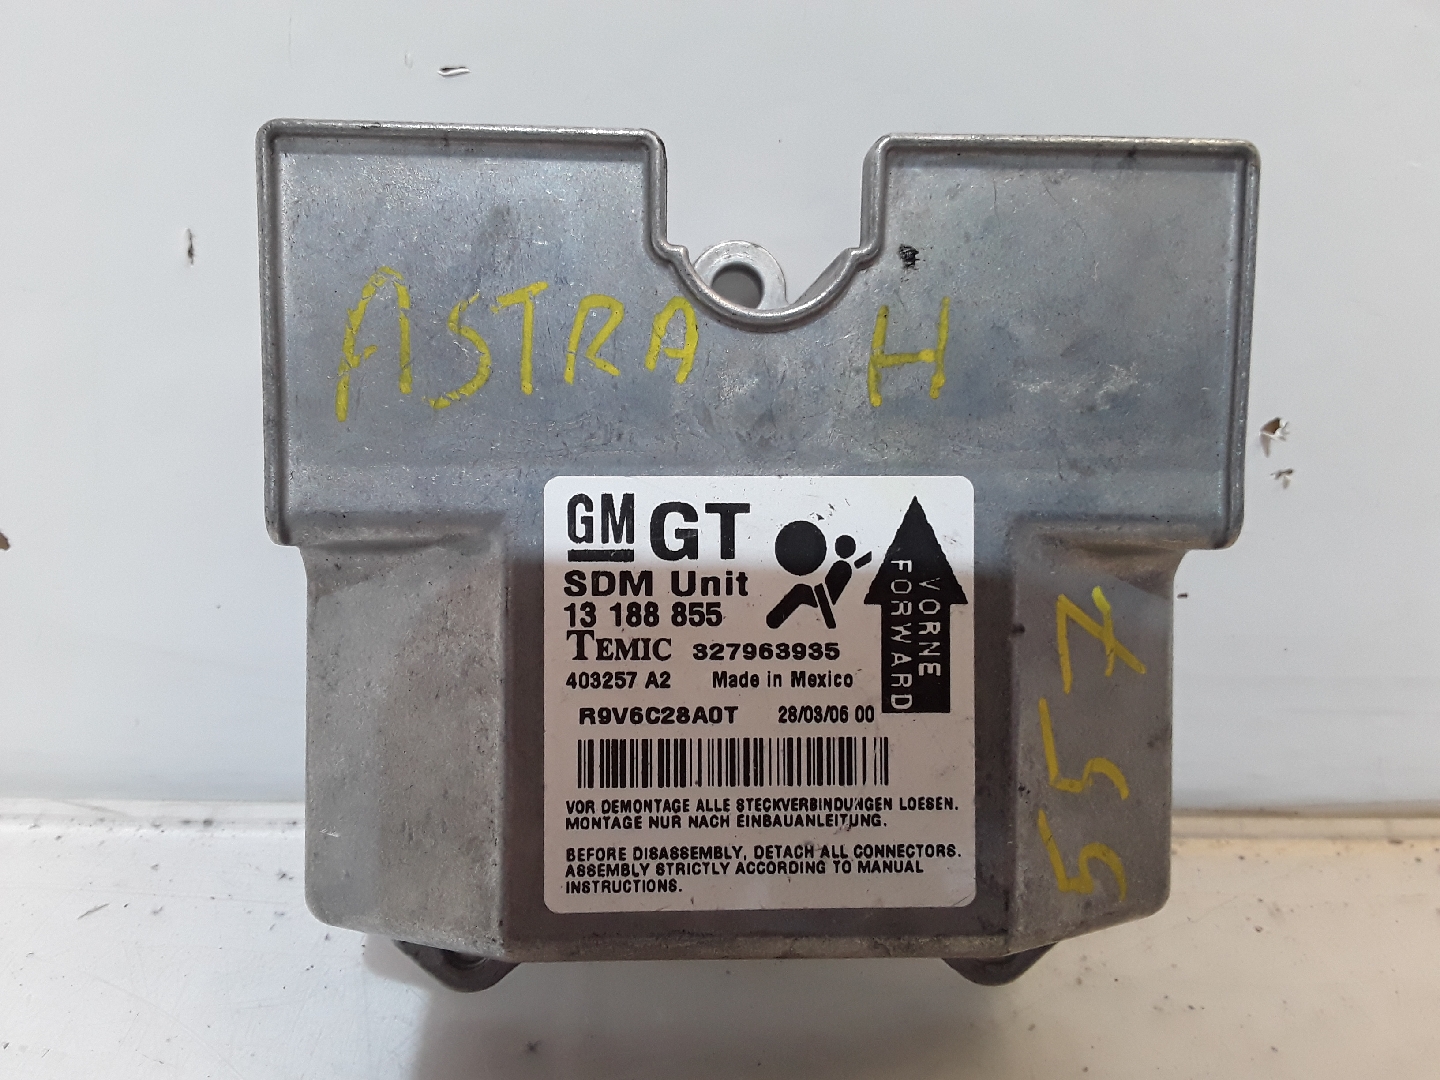 ASTRA H
GM GT
SDM Unit
13 188 855
TEMIC 327963935
403257 A2 Made in Mexico
R9V6C28A0T 28/03/06 00
VORNE
FORWARD
VOR DEMONTAGE ALLE STECKVERBINDUNGEN LOESEN.
MONTAGE NUR NACH EINBAUANLEITUNG.
BEFORE DISASSEMBLY, DETACH ALL CONNECTORS.
ASSEMBLY STRICTLY ACCORDING TO MANUAL
INSTRUCTIONS.
557